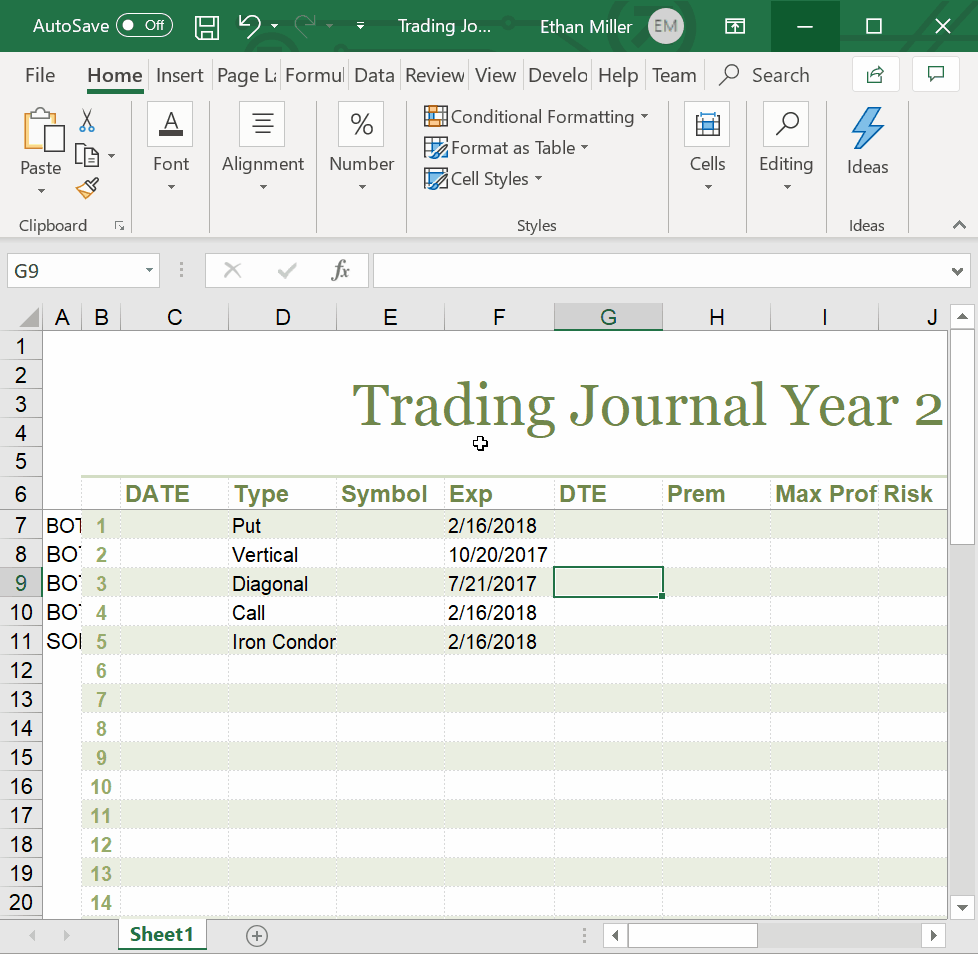 AutoSave Off Trading Jo... Ethan Miller EM
File Home Insert Page La Formul Data Review View Develo Help Team Search
Paste Font Alignment Number Conditional Formatting Format as Table Cell Styles Cells Editing Ideas
Clipboard Styles Ideas
G9 fx
A B C D E F G H I J
1
2
3 Trading Journal Year 2
4
5
6 DATE Type Symbol Exp DTE Prem Max Prof Risk
7 BOT 1 Put 2/16/2018
8 BOT 2 Vertical 10/20/2017
9 BOT 3 Diagonal 7/21/2017
10 BOT 4 Call 2/16/2018
11 SOL 5 Iron Condor 2/16/2018
12 6
13 7
14 8
15 9
16 10
17 11
18 12
19 13
20 14
Sheet1